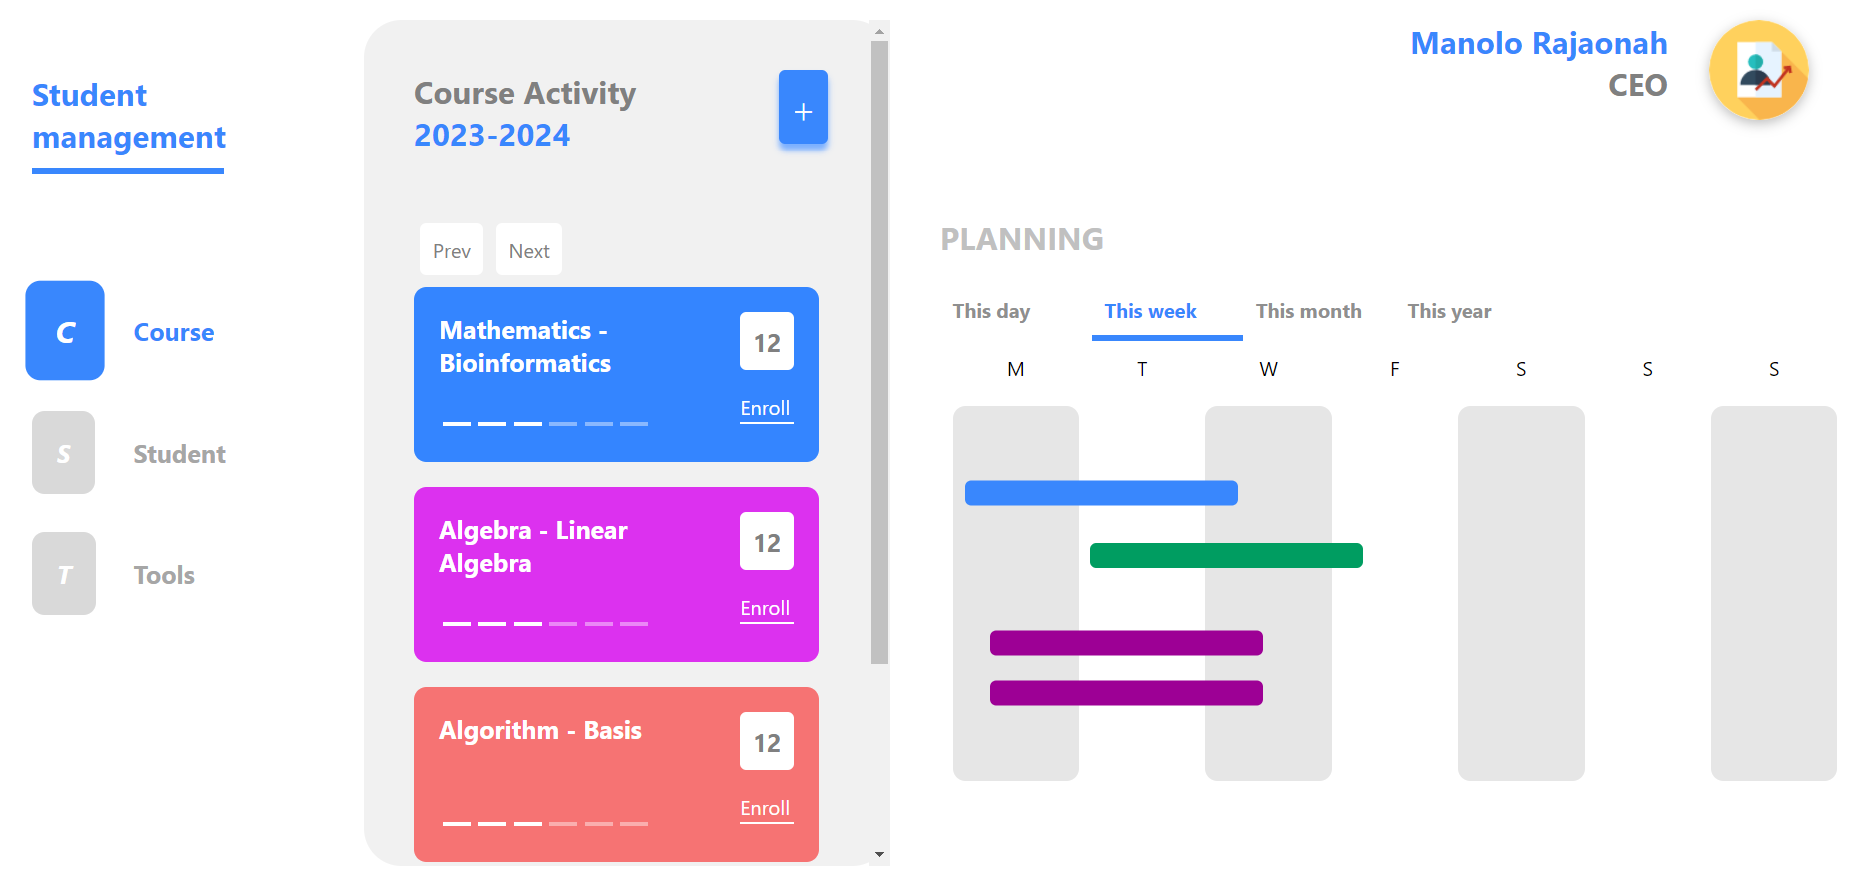 Student
management
C
Course
S
Student
T
Tools
Course Activity
2023-2024
+
Prev
Next
Mathematics -
Bioinformatics
12
Enroll
Algebra - Linear
Algebra
12
Enroll
Algorithm - Basis
12
Enroll
Manolo Rajaonah
CEO
PLANNING
This day This week This month This year
M T W F S S S